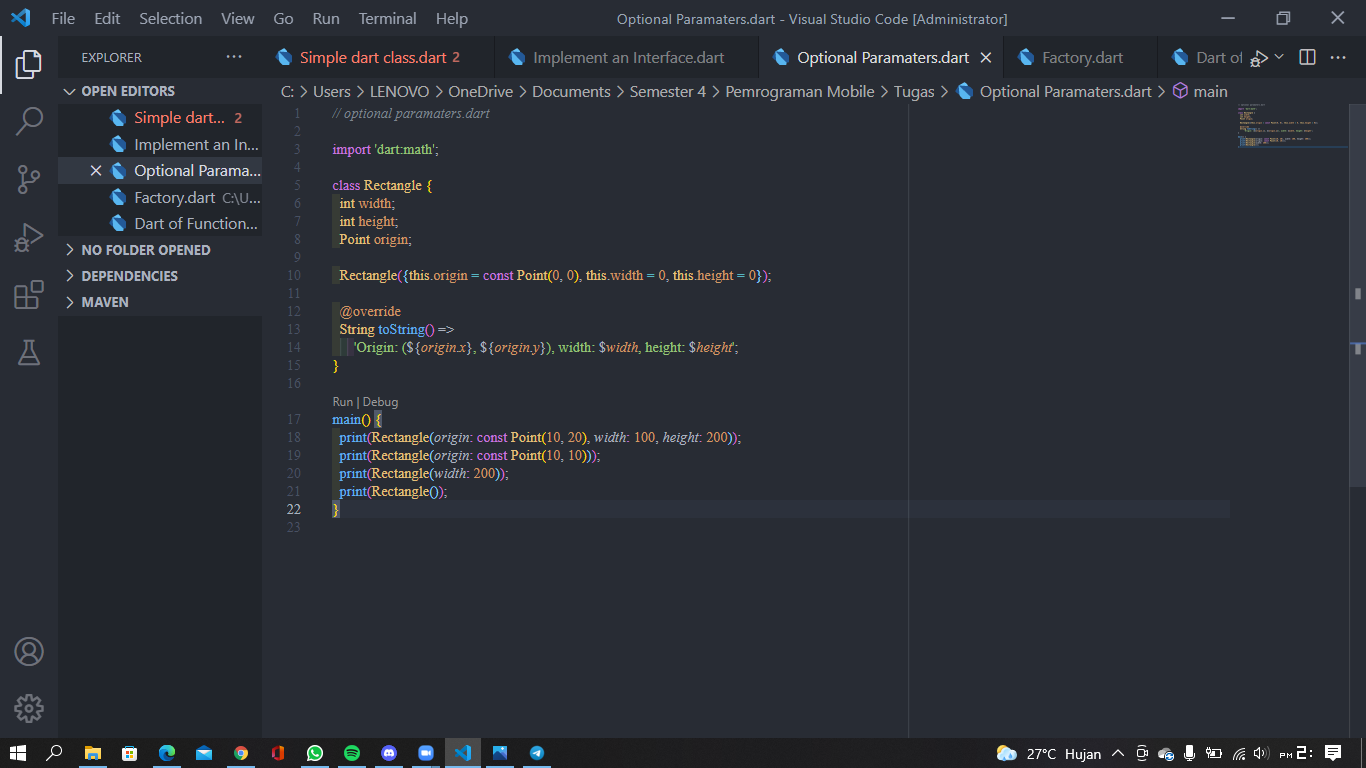 File Edit Selection View Go Run Terminal Help Optional Paramaters.dart - Visual Studio Code [Administrator]
EXPLORER
Simple dart class.dart 2
Implement an Interface.dart
Optional Paramaters.dart
Factory.dart
Dart of
OPEN EDITORS
Simple dart... 2
Implement an In...
Optional Parama...
Factory.dart C:\U...
Dart of Function...
NO FOLDER OPENED
DEPENDENCIES
MAVEN
C: > Users > LENOVO > OneDrive > Documents > Semester 4 > Pemrograman Mobile > Tugas > Optional Paramaters.dart > main
1 // optional paramaters.dart
2
3 import 'dart:math';
4
5 class Rectangle {
6 int width;
7 int height;
8 Point origin;
9
10 Rectangle({this.origin = const Point(0, 0), this.width = 0, this.height = 0});
11
12 @override
13 String toString() =>
14 'Origin: (${origin.x}, ${origin.y}), width: $width, height: $height';
15 }
16
Run | Debug
17 main() {
18 print(Rectangle(origin: const Point(10, 20), width: 100, height: 200));
19 print(Rectangle(origin: const Point(10, 10)));
20 print(Rectangle(width: 200));
21 print(Rectangle());
22 }
23
27°C Hujan
PM 2: